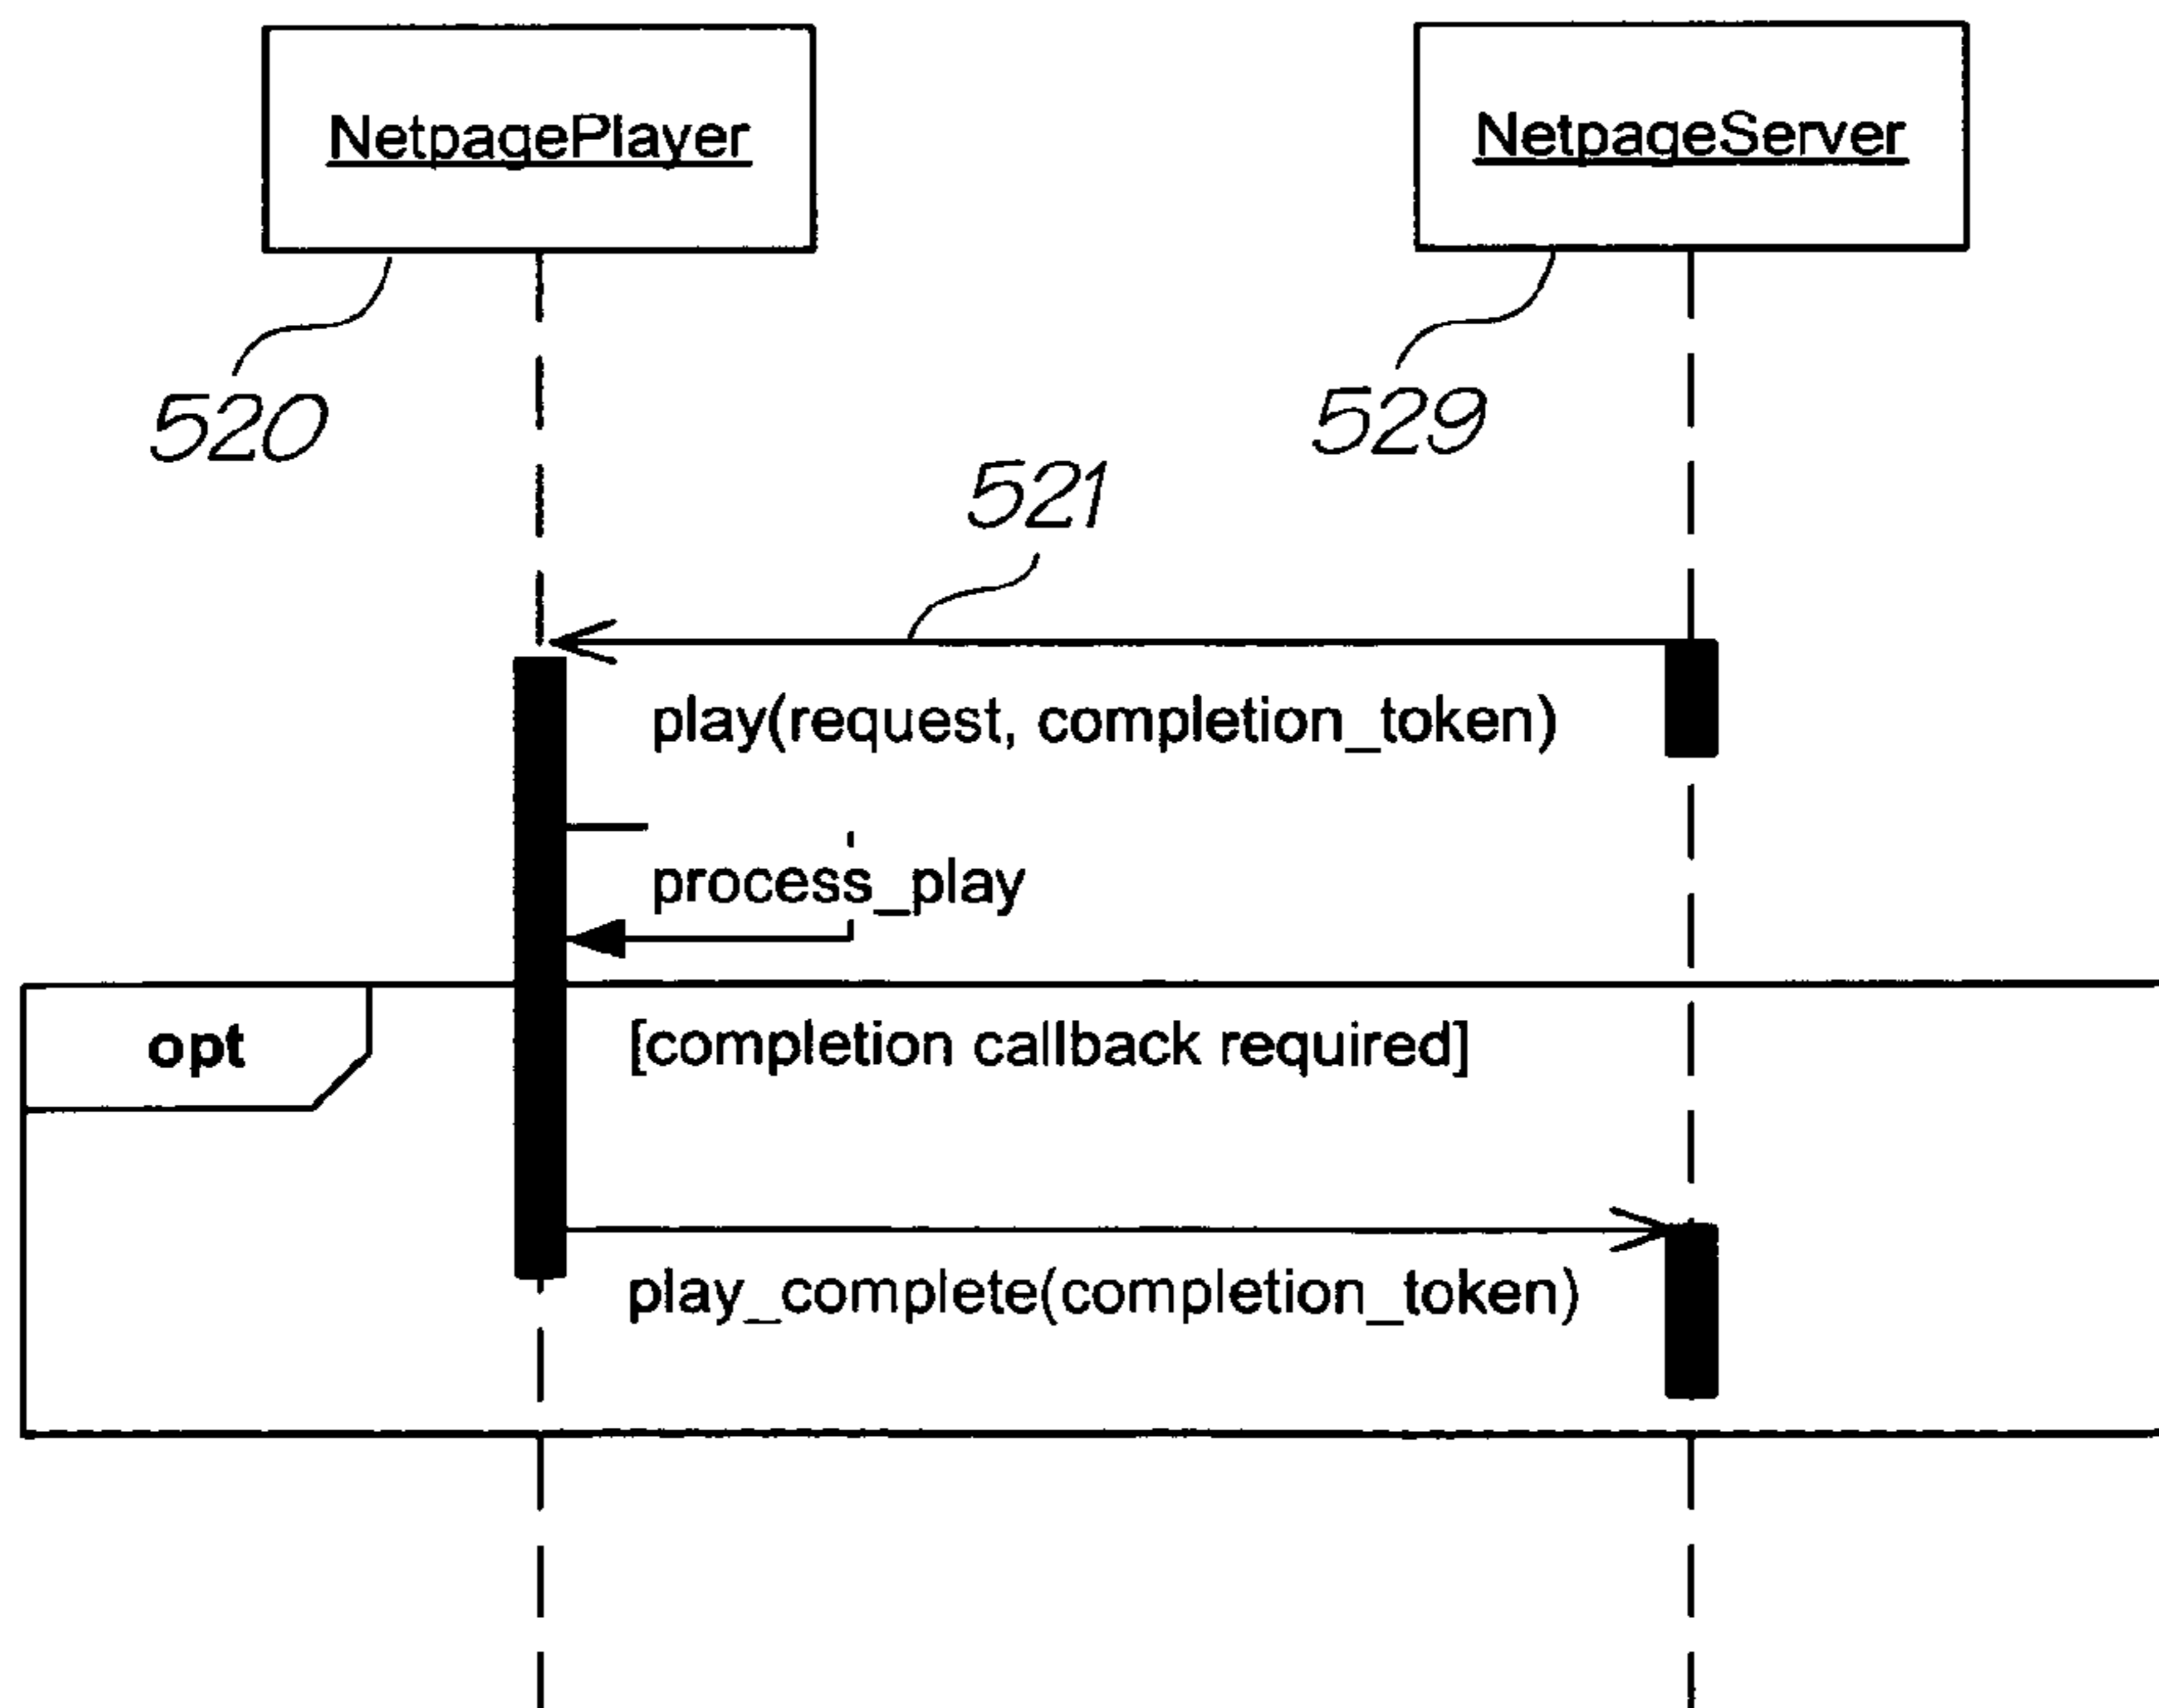 NetpagePlayer
NetpageServer
520
529
521
play(request, completion_token)
process_play
opt
[completion callback required]
play_complete(completion_token)